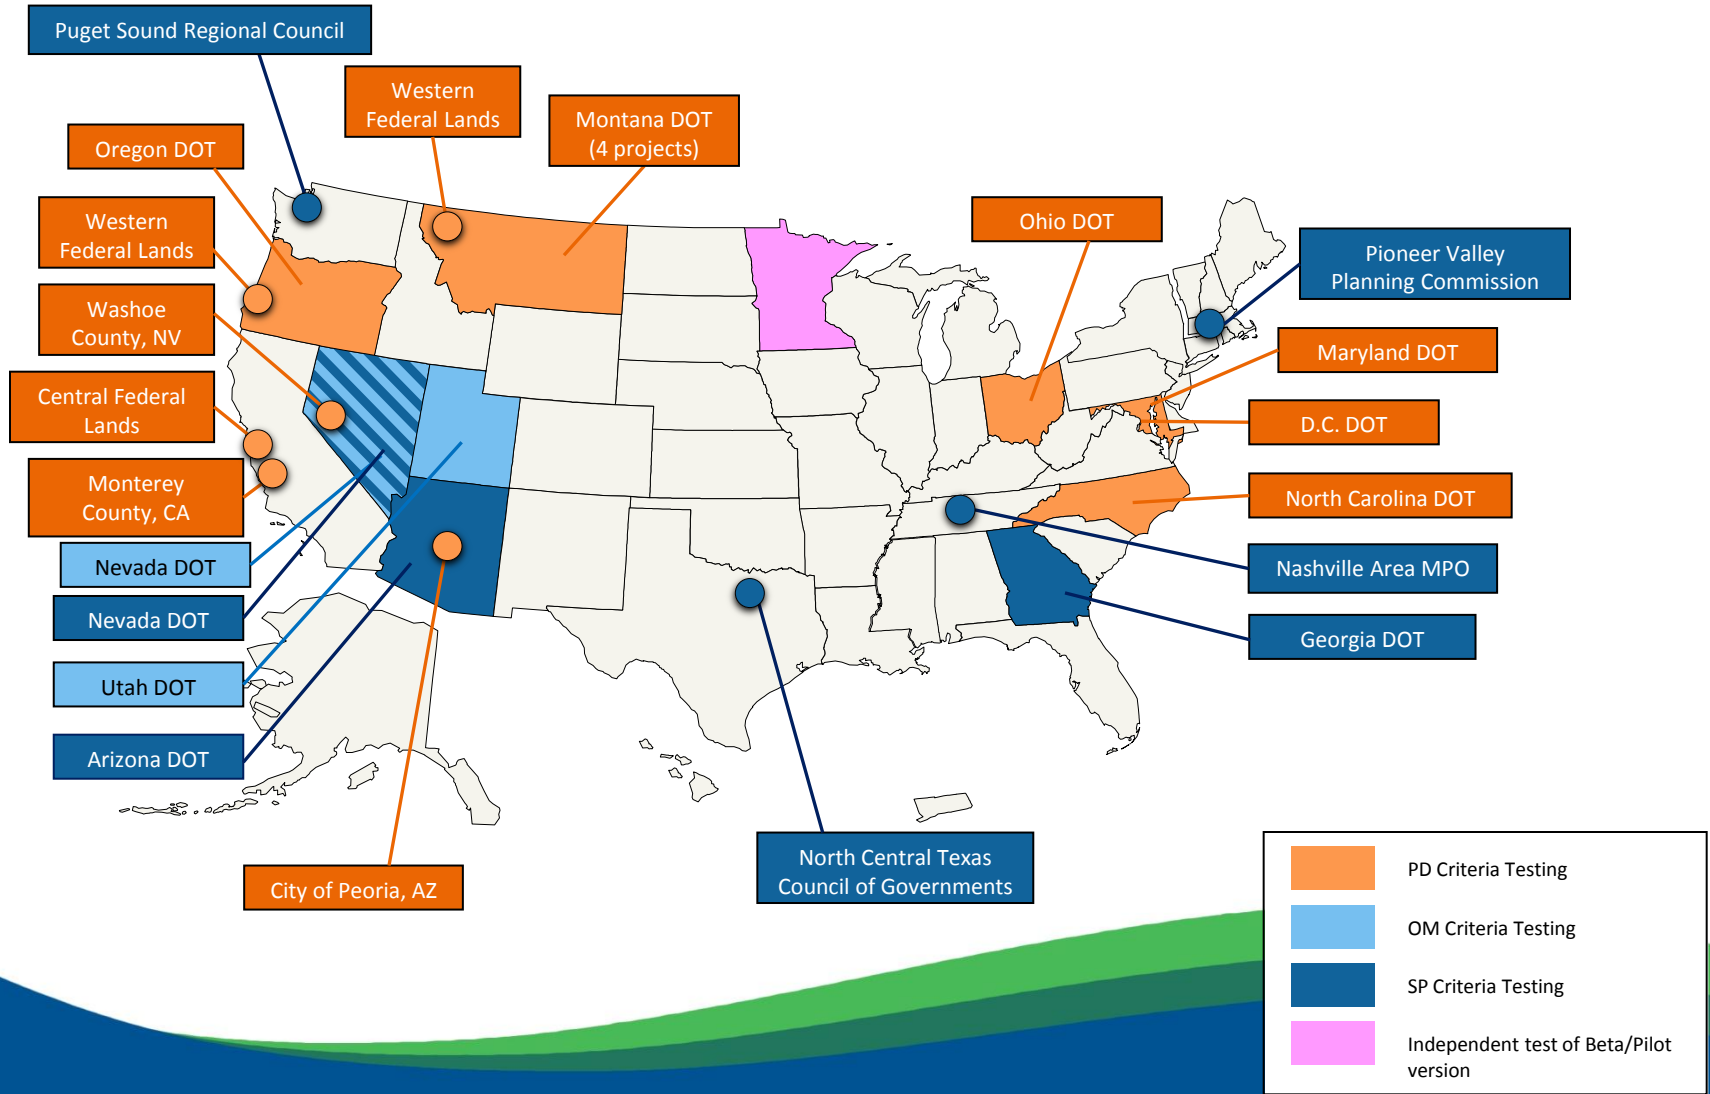 Puget Sound Regional Council
Western
Federal Lands
Montana DOT
(4 projects)
Oregon DOT
Western
Federal Lands
Washoe
County, NV
Central Federal
Lands
Monterey
County, CA
Nevada DOT
Nevada DOT
Utah DOT
Arizona DOT
City of Peoria, AZ
North Central Texas
Council of Governments
Ohio DOT
Pioneer Valley
Planning Commission
Maryland DOT
D.C. DOT
North Carolina DOT
Nashville Area MPO
Georgia DOT
PD Criteria Testing
OM Criteria Testing
SP Criteria Testing
Independent test of Beta/Pilot
version